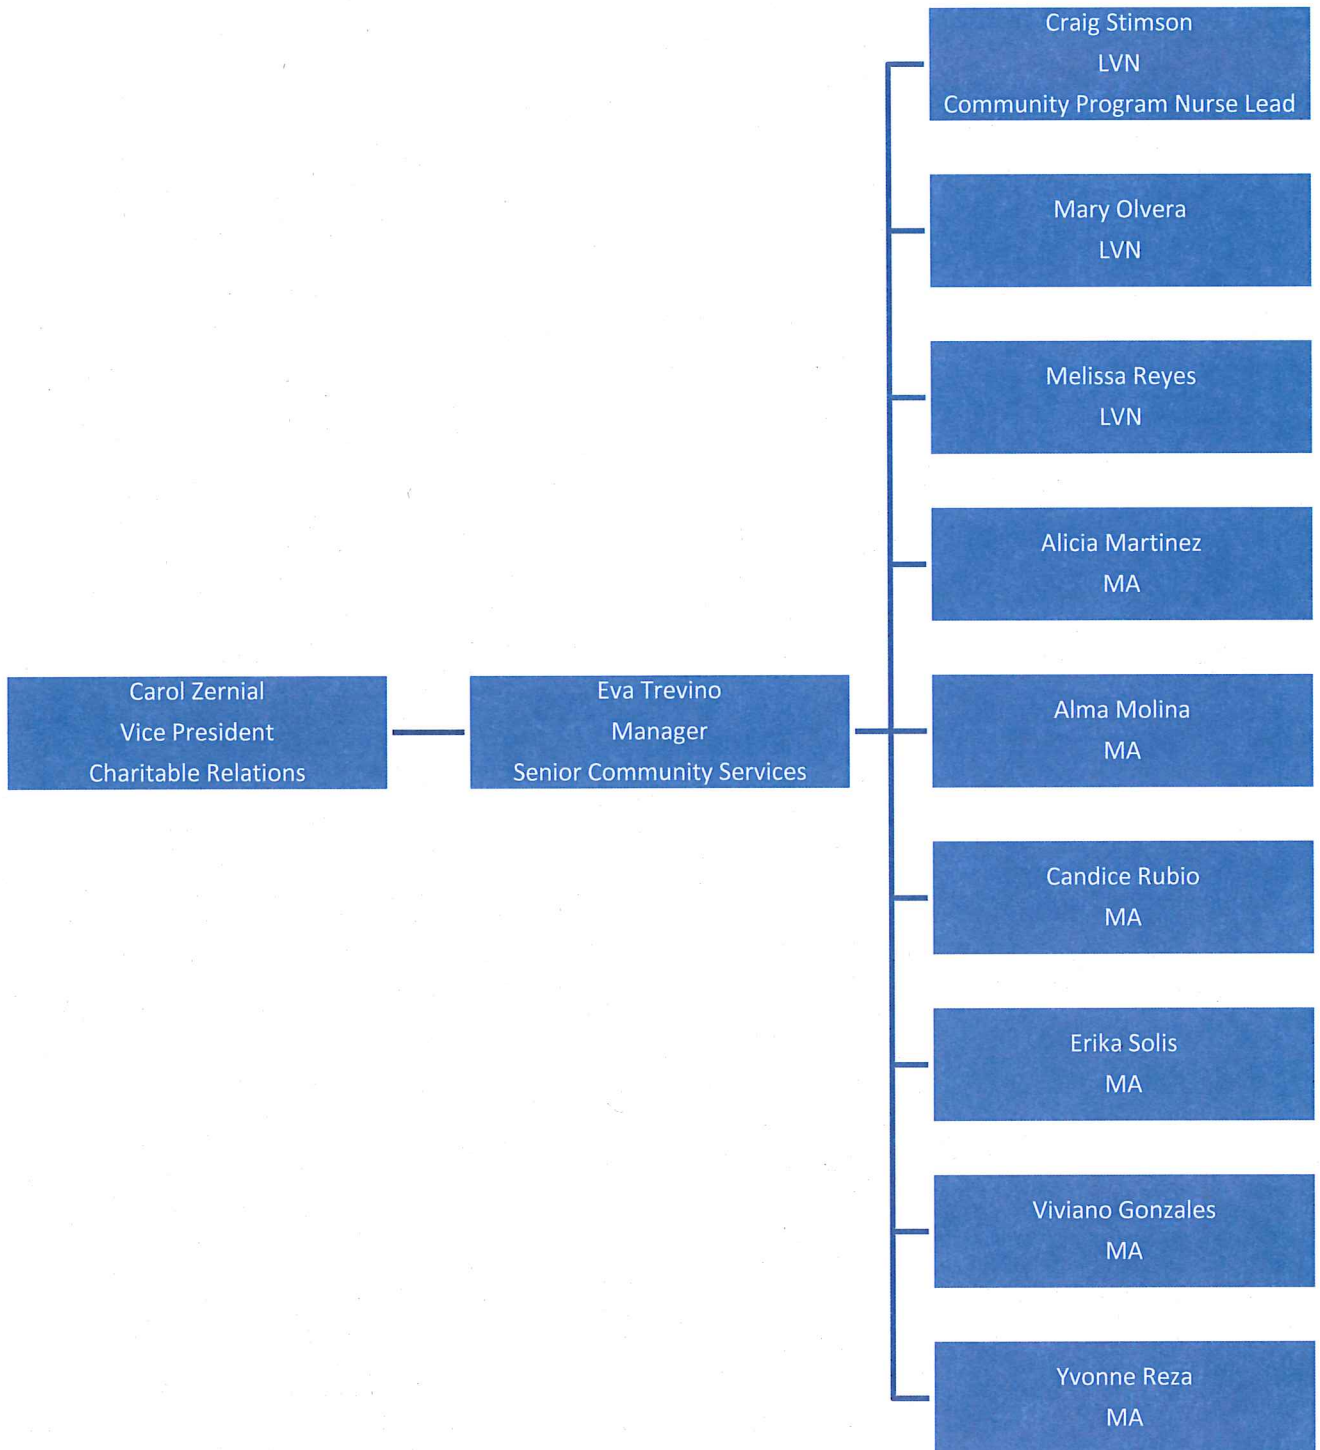 Craig Stimson
LVN
Community Program Nurse Lead
Mary Olvera
LVN
Melissa Reyes
LVN
Alicia Martinez
MA
Carol Zernial
Vice President
Charitable Relations
Eva Trevino
Manager
Senior Community Services
Alma Molina
MA
Candice Rubio
MA
Erika Solis
MA
Viviano Gonzales
MA
Yvonne Reza
MA